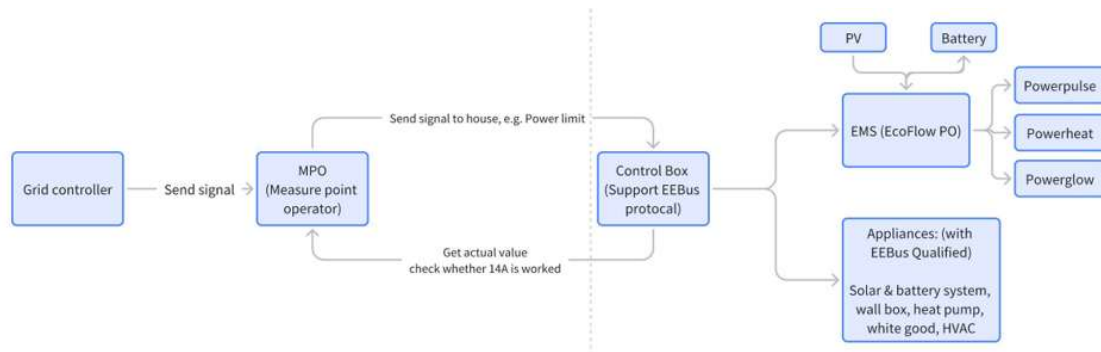 Grid controller
Send signal
MPO
(Measure point
operator)
Send signal to house, e.g. Power limit
Get actual value
check whether 14A is worked
Control Box
(Support EEBus
protocal)
PV
Battery
EMS (EcoFlow PO)
Powerpulse
Powerheat
Powerglow
Appliances: (with
EEBus Qualified)
Solar & battery system,
wall box, heat pump,
white good, HVAC